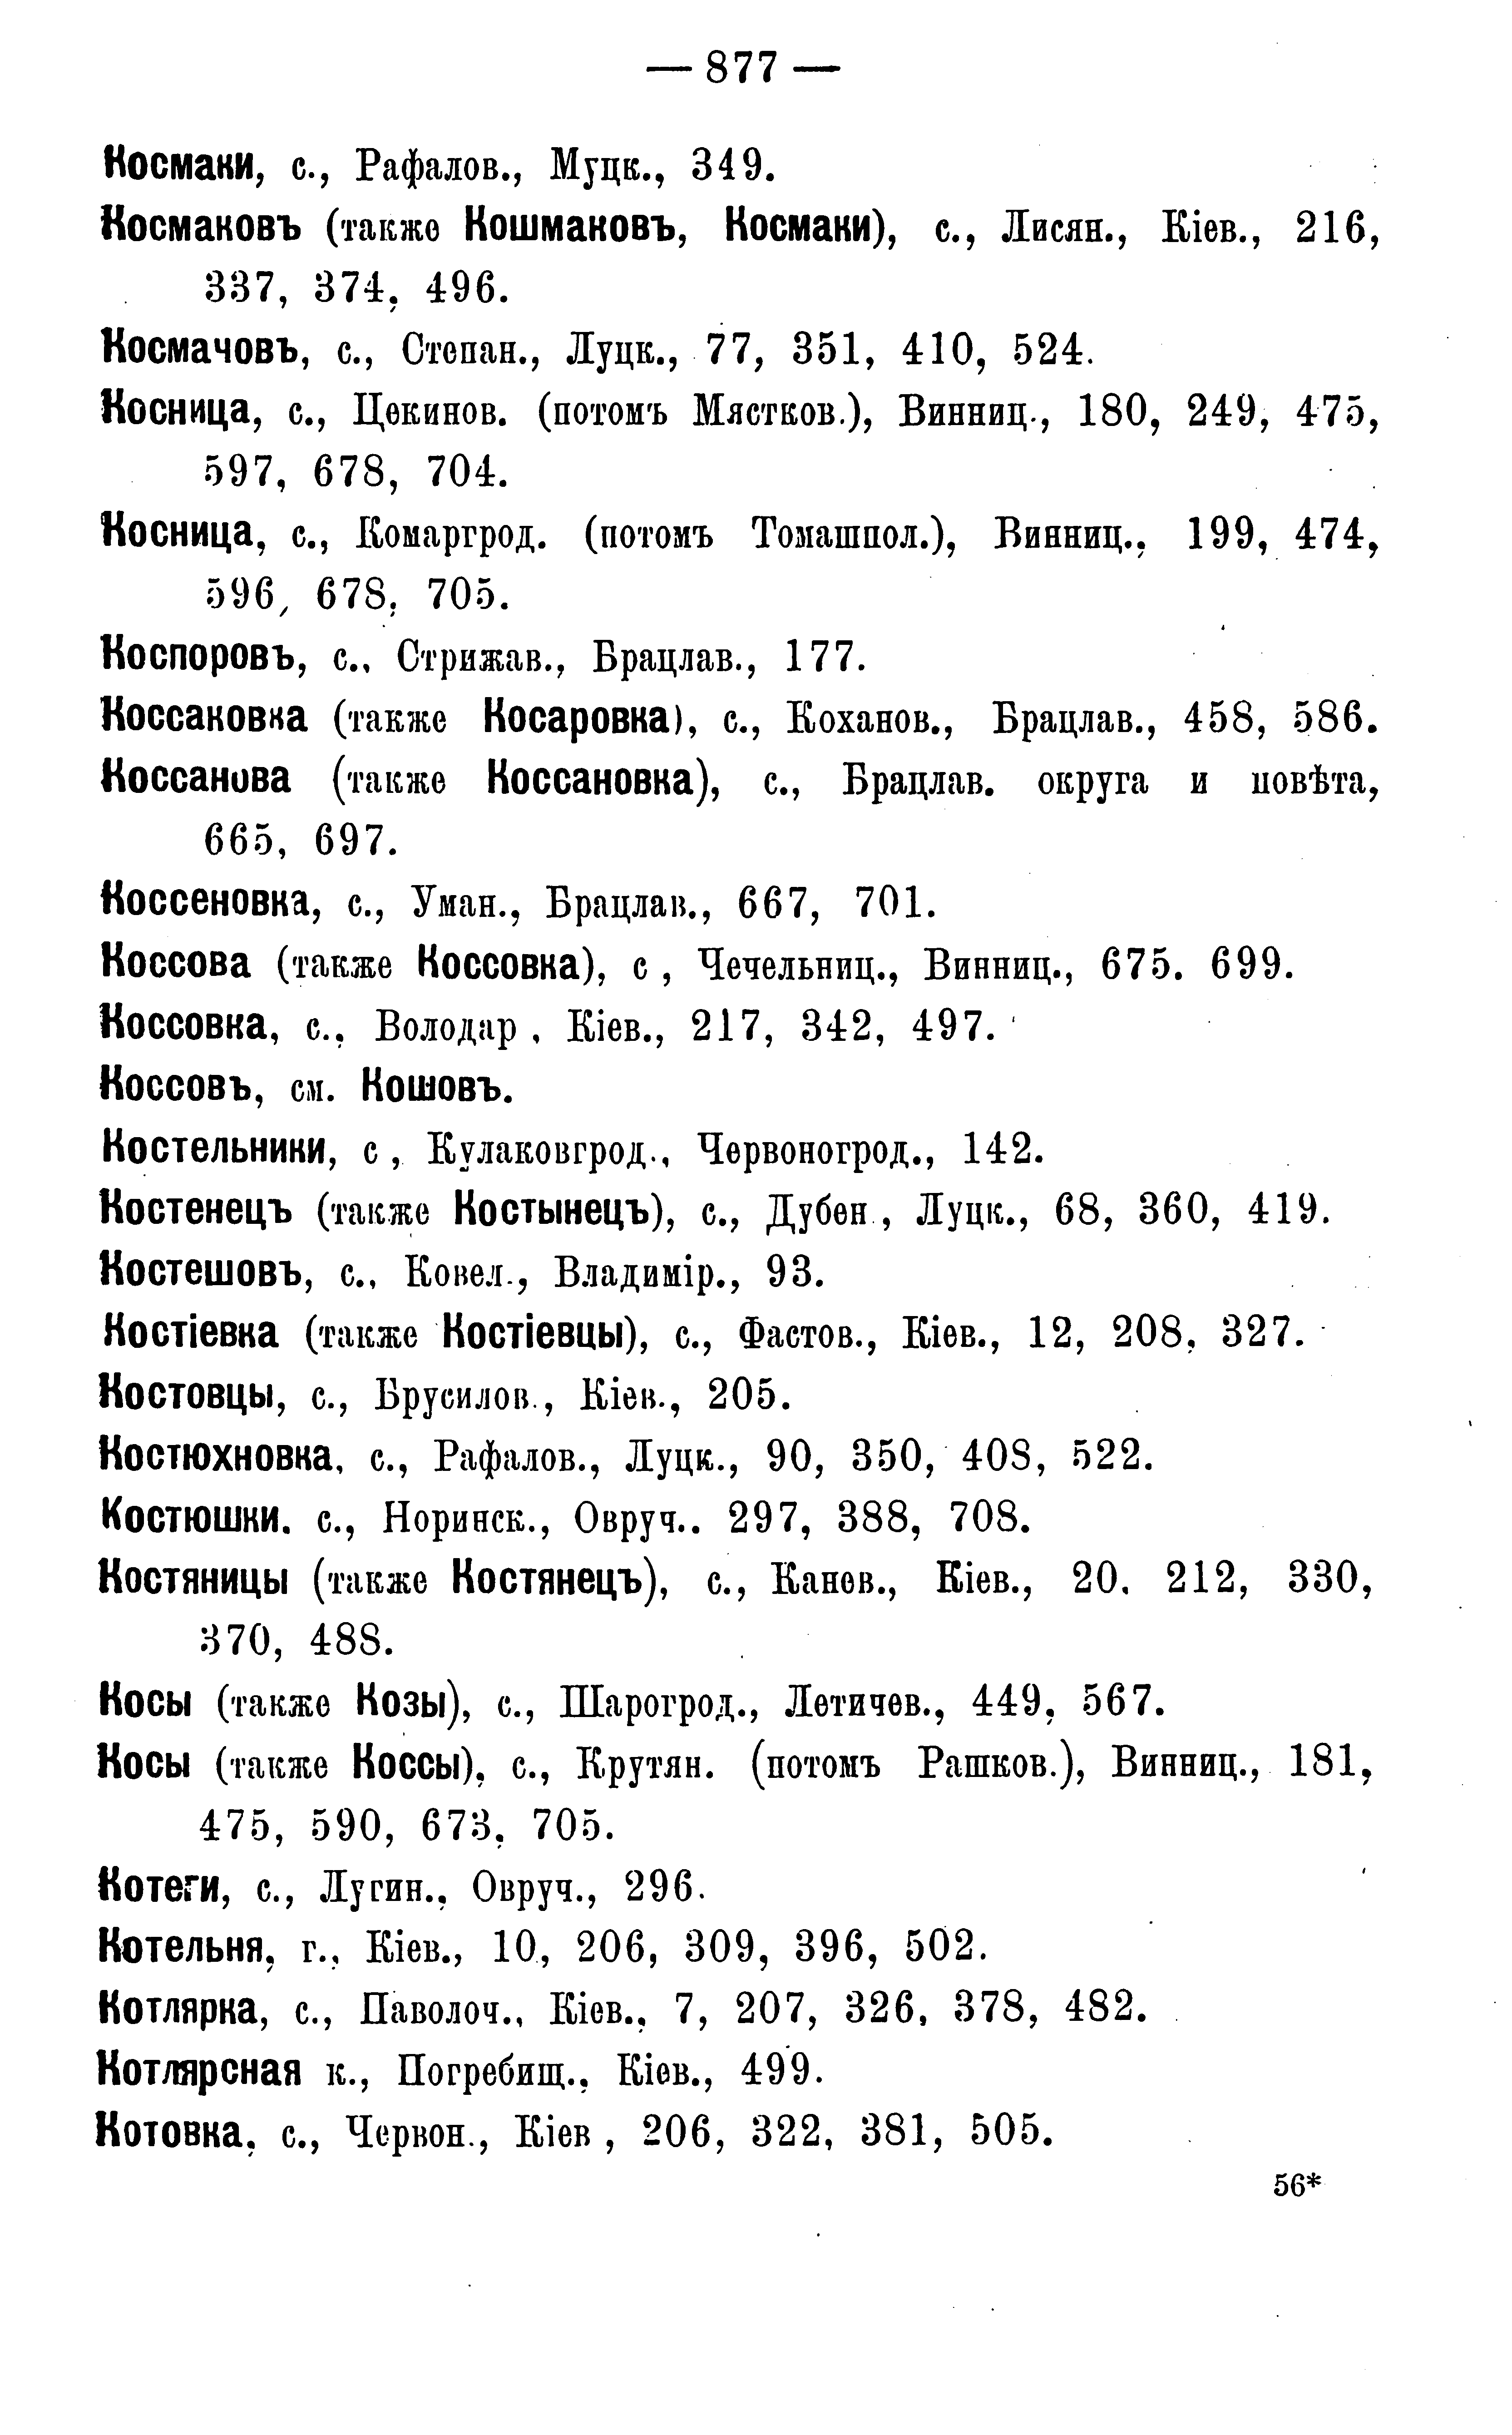 — 877 —
Космаки, с., Рафалов., Муцк., 349.
Космаковъ (также Кошмаковъ, Космаки), с., Лисян., Кіев., 216,
337, 374, 496.
Космачовъ, с., Степан., Луцк., 77, 351, 410, 524.
Косница, с., Цекинов. (потомъ Мястков.), Винниц., 180, 249, 475,
597, 678, 704.
Косница, с., Комаргрод. (потомъ Томашпол.), Винниц., 199, 474,
596, 678, 705.
Коспоровъ, с., Стрижав., Брацлав., 177.
Коссаковка (также Косаровка), с., Коханов., Брацлав., 458, 586.
Коссанова (также Коссановка), с., Брацлав. округа и повѣта,
665, 697.
Коссеновка, с., Уман., Брацлав., 667, 701.
Коссова (также Коссовка), с , Чечельниц., Винниц., 675. 699.
Коссовка, с., Володар , Кіев., 217, 342, 497.
Коссовъ, см. Кошовъ.
Костельники, с , Кулаковгрод., Червоногрод., 142.
Костенецъ (также Костынецъ), с., Дубен., Луцк., 68, 360, 419.
Костешовъ, с., Ковел., Владимір., 93.
Костіевка (также Костіевцы), с., Фастов., Кіев., 12, 208, 327.
Костовцы, с., Брусилов., Кіев., 205.
Костюхновка, с., Рафалов., Луцк., 90, 350, 408, 522.
Костюшки. с., Норинск., Овруч.. 297, 388, 708.
Костяницы (также Костянецъ), с., Канев., Кіев., 20, 212, 330,
370, 488.
Косы (также Козы), с., Шарогрод., Летичев., 449, 567.
Косы (также Коссы), с., Крутян. (потомъ Рашков.), Винниц., 181,
475, 590, 673, 705.
Котеги, с., Лугин., Овруч., 296.
Котельня, г., Кіев., 10, 206, 309, 396, 502.
Котлярка, с., Паволоч., Кіев., 7, 207, 326, 378, 482.
Котлярсная к., Погребищ., Кіев., 499.
Котовка, с., Червон., Кіев , 206, 322, 381, 505.
56*